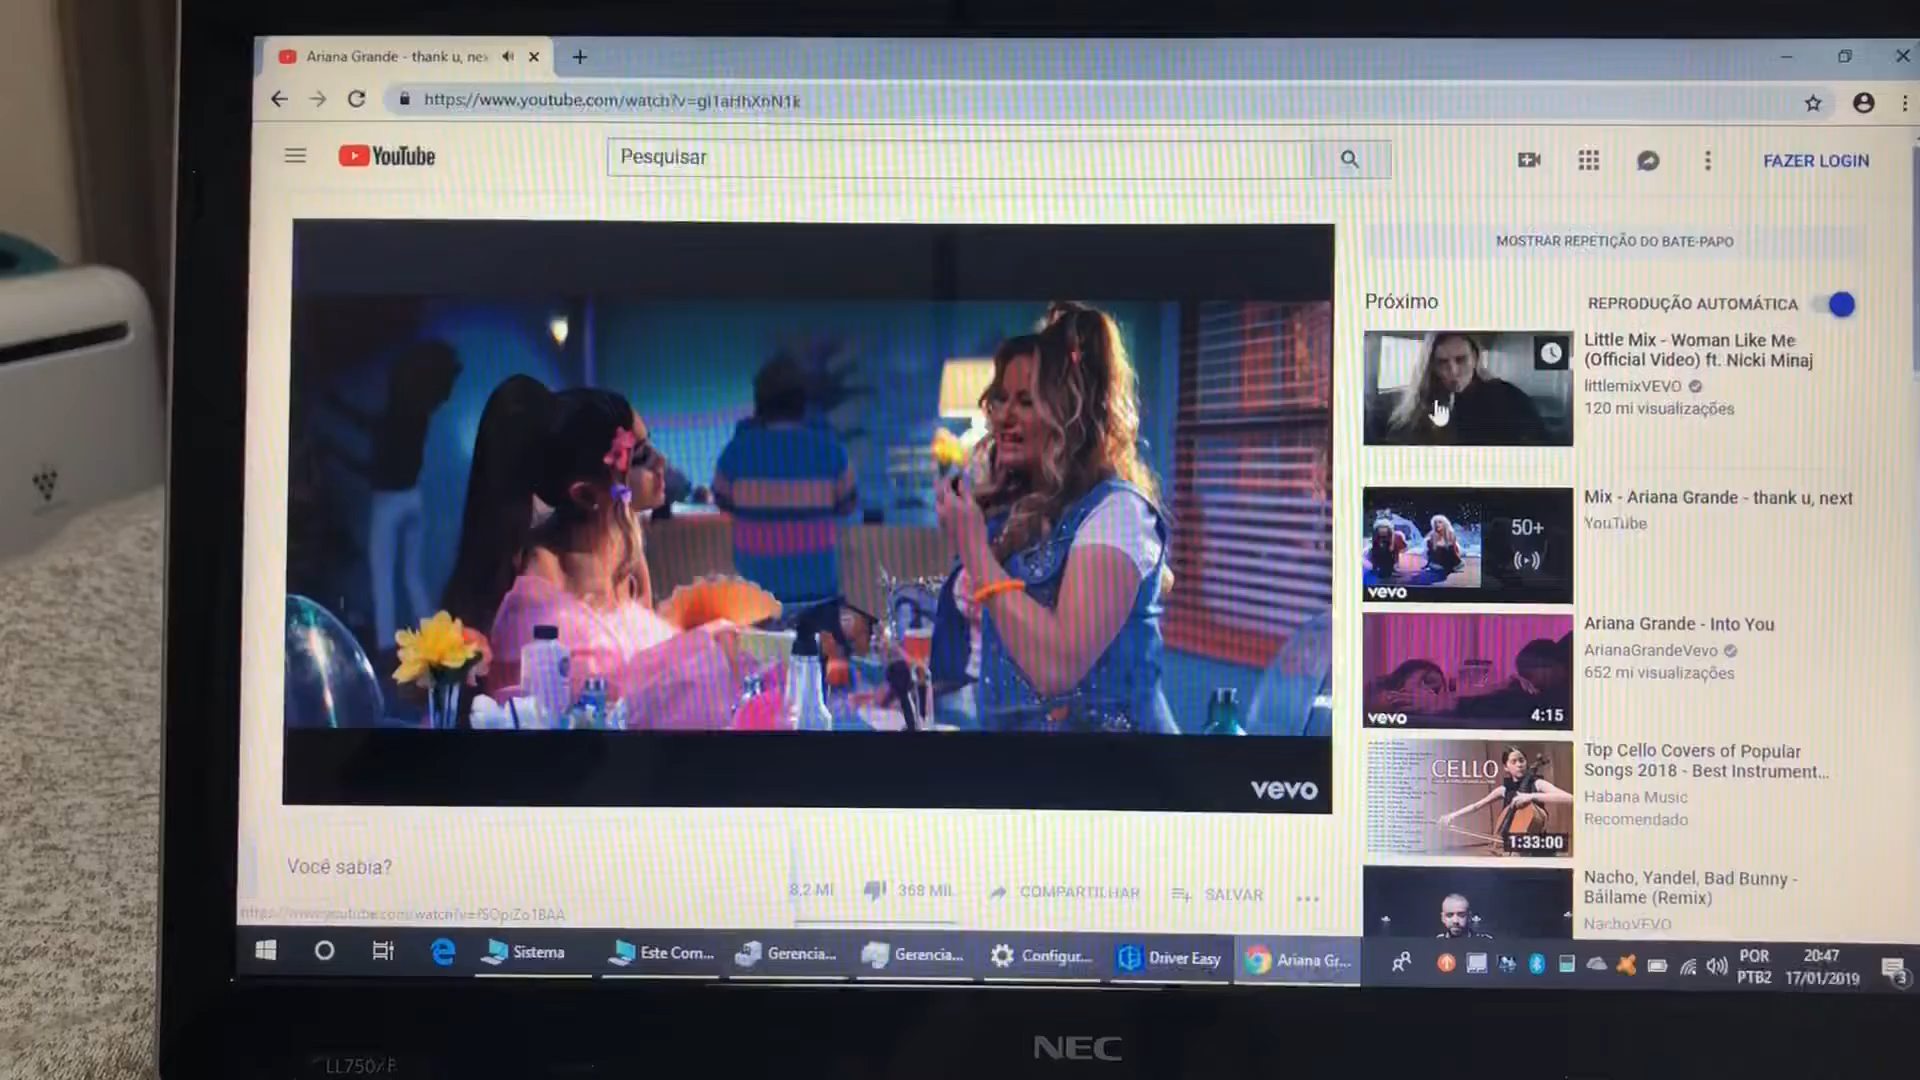 Ariana Grande - thank u, nex
https://www.youtube.com/watch?v=gl1aHhXnN1k
YouTube
Pesquisar
FAZER LOGIN
MOSTRAR REPETIÇÃO DO BATE-PAPO
Próximo
REPRODUÇÃO AUTOMÁTICA
Little Mix - Woman Like Me
(Official Video) ft. Nicki Minaj
littlemixVEVO
120 mi visualizações
Mix - Ariana Grande - thank u, next
YouTube
50+
vevo
Ariana Grande - Into You
ArianaGrandeVevo
652 mi visualizações
vevo
4:15
Top Cello Covers of Popular
Songs 2018 - Best Instrument...
Habana Music
Recomendado
CELLO
1:33:00
Nacho, Yandel, Bad Bunny -
Báilame (Remix)
NachoVEVO
vevo
Você sabia?
8,2 MI
368 MIL
COMPARTILHAR
SALVAR
https://www.youtube.com/watch?v=fSOpiZo1BAA
Sistema
Este Com...
Gerencia...
Gerencia...
Configur...
Driver Easy
Ariana Gr...
POR
PTB2
20:47
17/01/2019
3
NEC